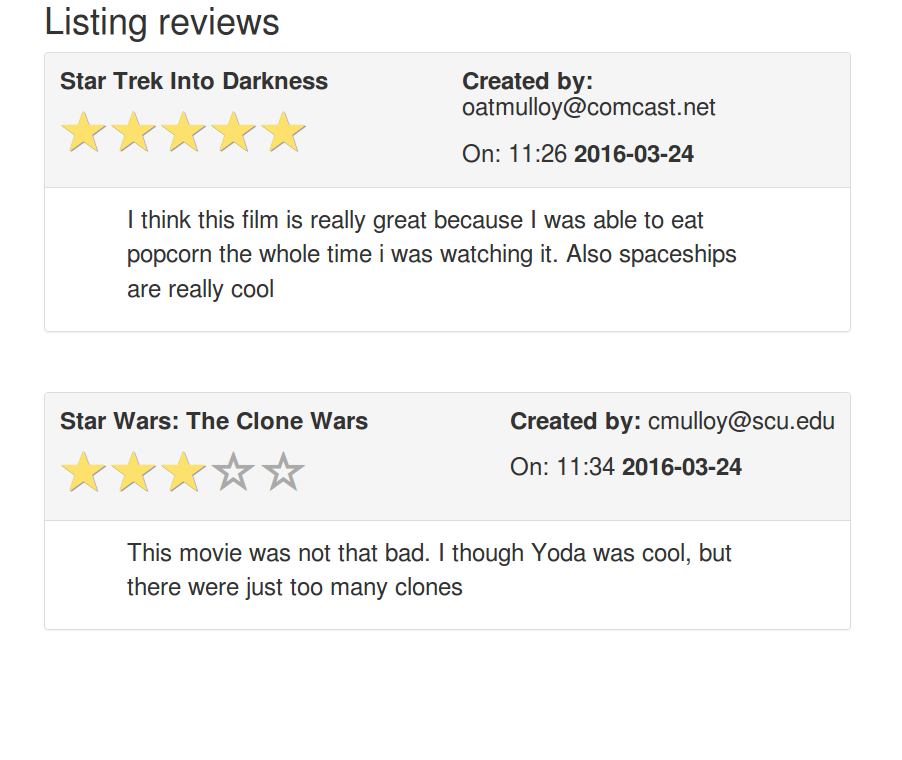 Listing reviews
Star Trek Into Darkness
Created by:
oatmulloy@comcast.net
On: 11:26 2016-03-24
I think this film is really great because I was able to eat
popcorn the whole time i was watching it. Also spaceships
are really cool
Star Wars: The Clone Wars
Created by: cmulloy@scu.edu
On: 11:34 2016-03-24
This movie was not that bad. I though Yoda was cool, but
there were just too many clones